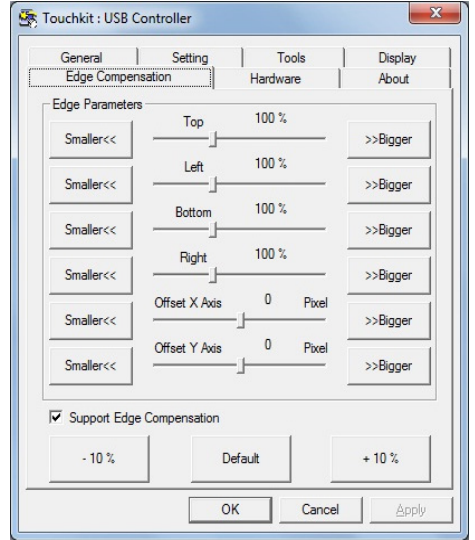 Touchkit : USB Controller
General Setting Tools Display
Edge Compensation Hardware About
Edge Parameters
Top 100 %
Smaller<< >>Bigger
Left 100 %
Smaller<< >>Bigger
Bottom 100 %
Smaller<< >>Bigger
Right 100 %
Smaller<< >>Bigger
Offset X Axis 0 Pixel
Smaller<< >>Bigger
Offset Y Axis 0 Pixel
Smaller<< >>Bigger
Support Edge Compensation
- 10 % Default + 10 %
OK Cancel Apply